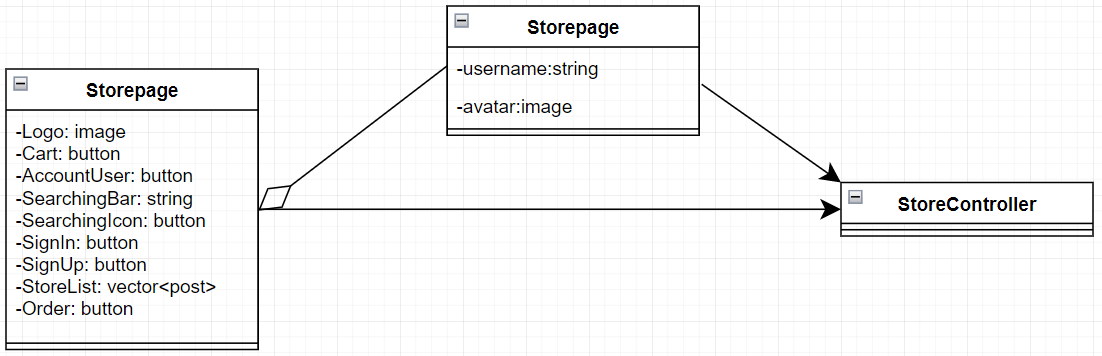 Storepage
-username:string
-avatar:image
Storepage
-Logo: image
-Cart: button
-AccountUser: button
-SearchingBar: string
-SearchingIcon: button
-SignIn: button
-SignUp: button
-StoreList: vector<post>
-Order: button
StoreController